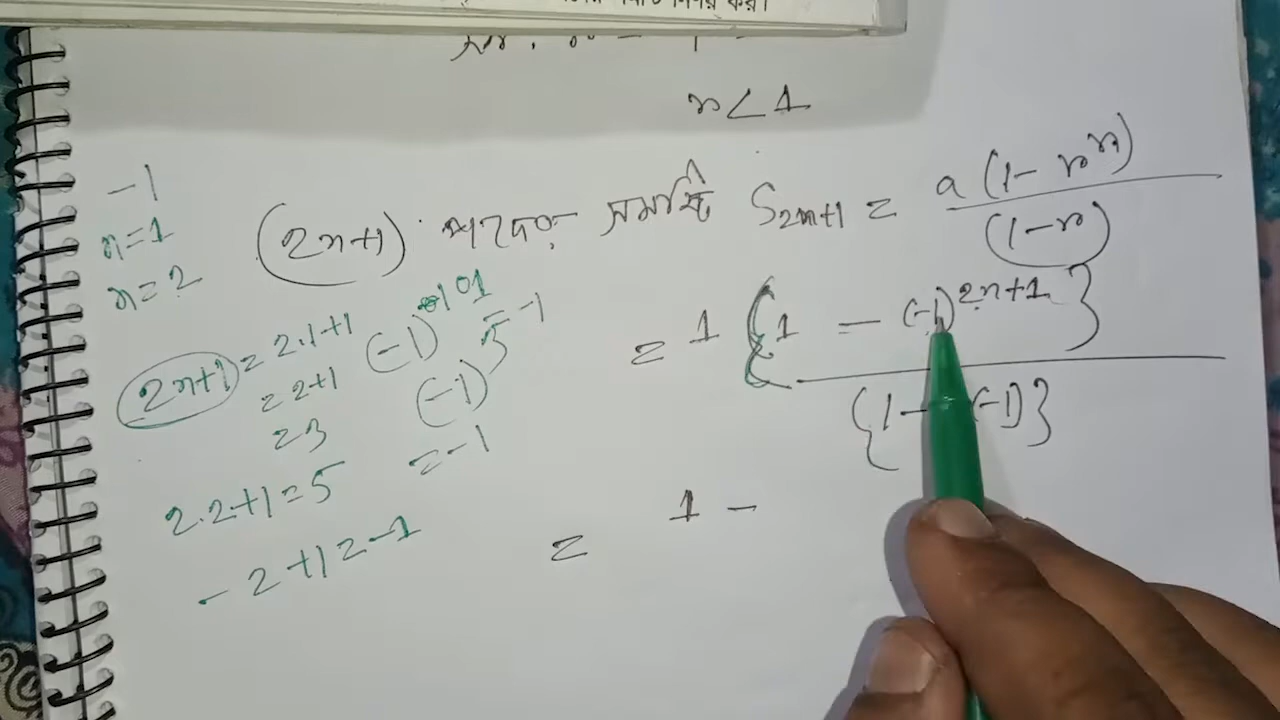 r < 1
(2n+1) পদের সমষ্টি S₂ₙ₊₁ = a(1-rⁿ) / (1-r)
= 1{1 - (-1)²ⁿ⁺¹} / {1 - (-1)}
= 1 -
-1
n=1
n=2
2n+1 = 2.1+1
= 2+1
= 3
2.2+1=5
-2+1=-1
(-1)¹⁰¹ = -1
(-1)⁵
= -1